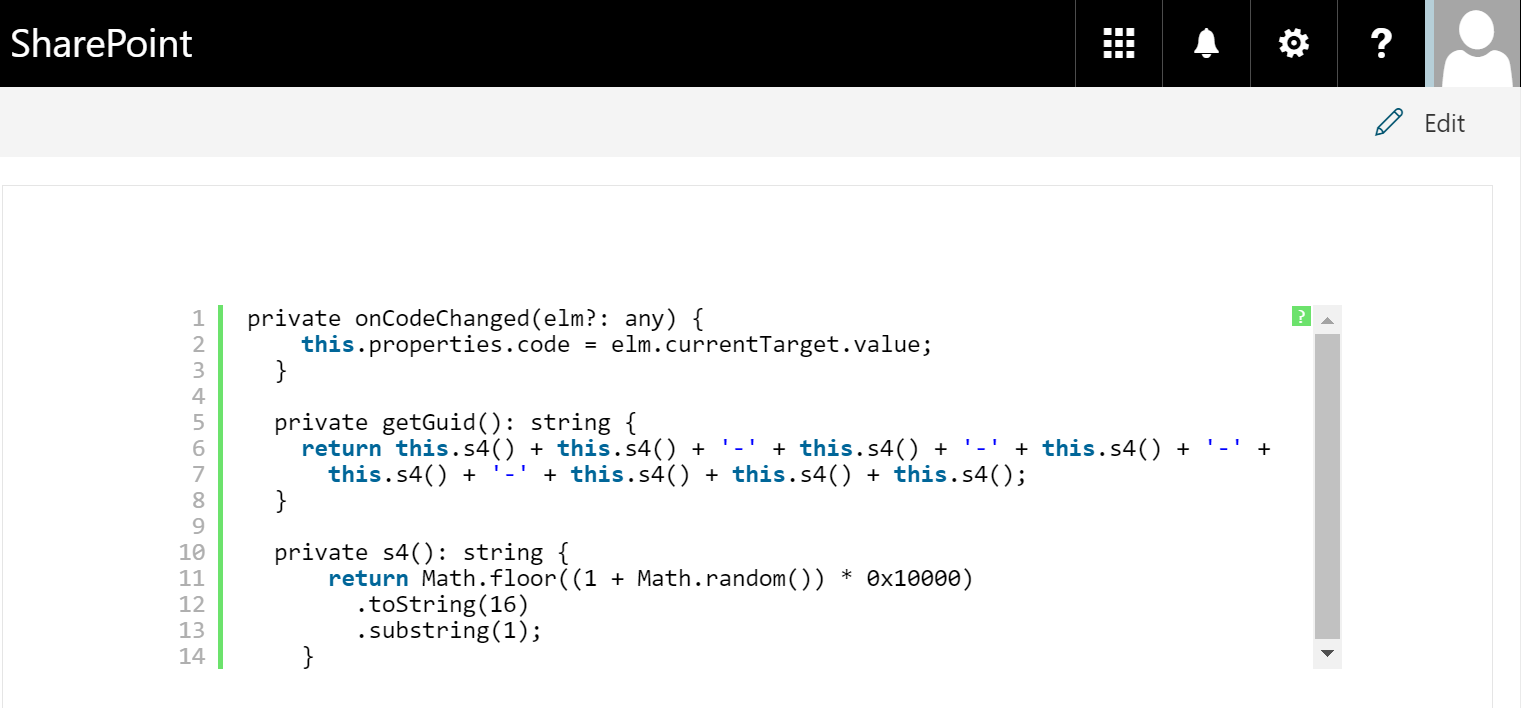 SharePoint
?
Edit
?
1 private onCodeChanged(elm?: any) {
2     this.properties.code = elm.currentTarget.value;
3   }
4
5   private getGuid(): string {
6     return this.s4() + this.s4() + '-' + this.s4() + '-' + this.s4() + '-' +
7       this.s4() + '-' + this.s4() + this.s4() + this.s4();
8   }
9
10   private s4(): string {
11       return Math.floor((1 + Math.random()) * 0x10000)
12         .toString(16)
13         .substring(1);
14     }